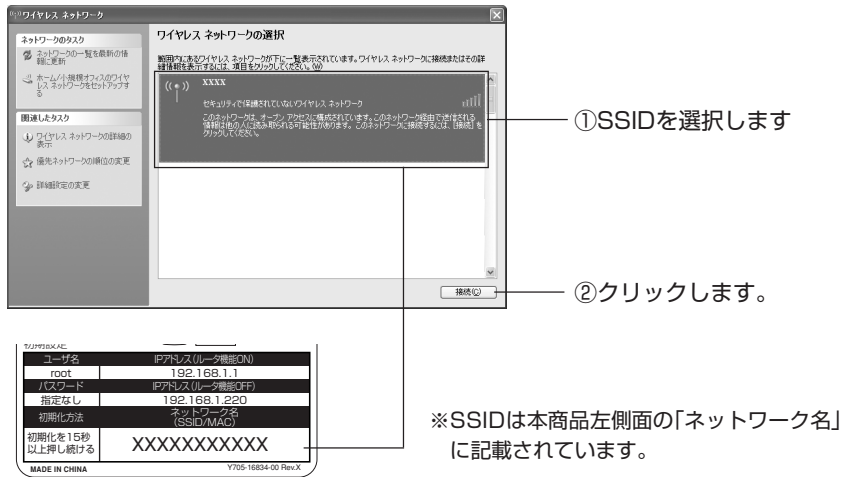 ワイヤレス ネットワーク
ネットワークのタスク
ネットワークの一覧を最新の情
報に更新
ホーム/小規模オフィスのワイヤ
レス ネットワークをセットアップす
る
関連したタスク
ワイヤレス ネットワークの詳細の
表示
優先ネットワークの順位の変更
詳細設定の変更
ワイヤレス ネットワークの選択
範囲内にあるワイヤレス ネットワークが下に一覧表示されています。ワイヤレス ネットワークに接続またはその詳
細情報を表示するには、項目をクリックしてください。(W)
XXXX
セキュリティで保護されていないワイヤレス ネットワーク
このネットワークは、オープン アクセスに構成されています。このネットワーク経由で送信される
情報は他の人に読み取られる可能性があります。このネットワークに接続するには、[接続] を
クリックしてください。
接続(C)
①SSIDを選択します
②クリックします。
初期設定
ユーザ名 IPアドレス(ルータ機能ON)
root 192.168.1.1
パスワード IPアドレス(ルータ機能OFF)
指定なし 192.168.1.220
初期化方法 ネットワーク名
(SSID/MAC)
初期化を15秒
以上押し続ける XXXXXXXXXXX
MADE IN CHINA Y705-16834-00 Rev.X
※SSIDは本商品左側面の「ネットワーク名」
に記載されています。